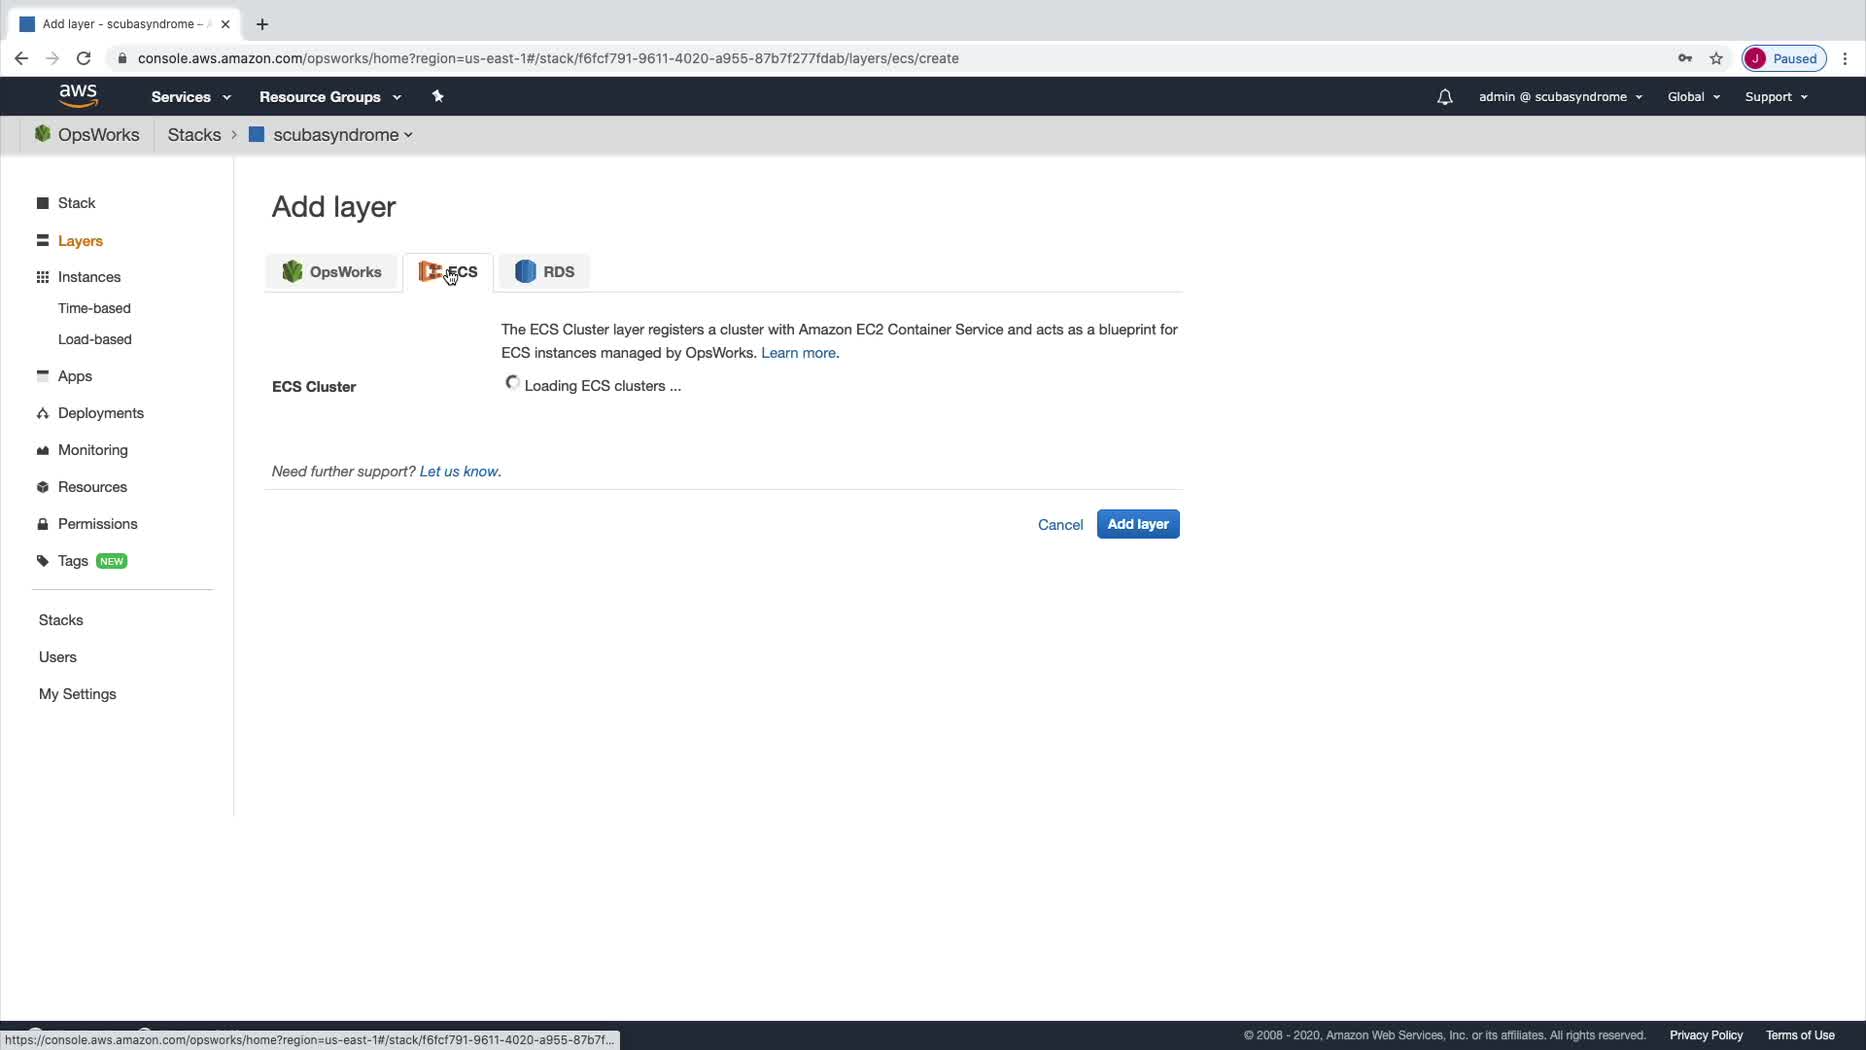 Add layer - scubasyndrome –
console.aws.amazon.com/opsworks/home?region=us-east-1#/stack/f6fcf791-9611-4020-a955-87b7f277fdab/layers/ecs/create
J Paused
aws Services Resource Groups admin @ scubasyndrome Global Support
OpsWorks Stacks > scubasyndrome
Stack
Layers
Instances
Time-based
Load-based
Apps
Deployments
Monitoring
Resources
Permissions
Tags NEW
Stacks
Users
My Settings
Add layer
OpsWorks ECS RDS
The ECS Cluster layer registers a cluster with Amazon EC2 Container Service and acts as a blueprint for
ECS instances managed by OpsWorks. Learn more.
ECS Cluster Loading ECS clusters ...
Need further support? Let us know.
Cancel Add layer
https://console.aws.amazon.com/opsworks/home?region=us-east-1#/stack/f6fcf791-9611-4020-a955-87b7f...
© 2008 - 2020, Amazon Web Services, Inc. or its affiliates. All rights reserved. Privacy Policy Terms of Use